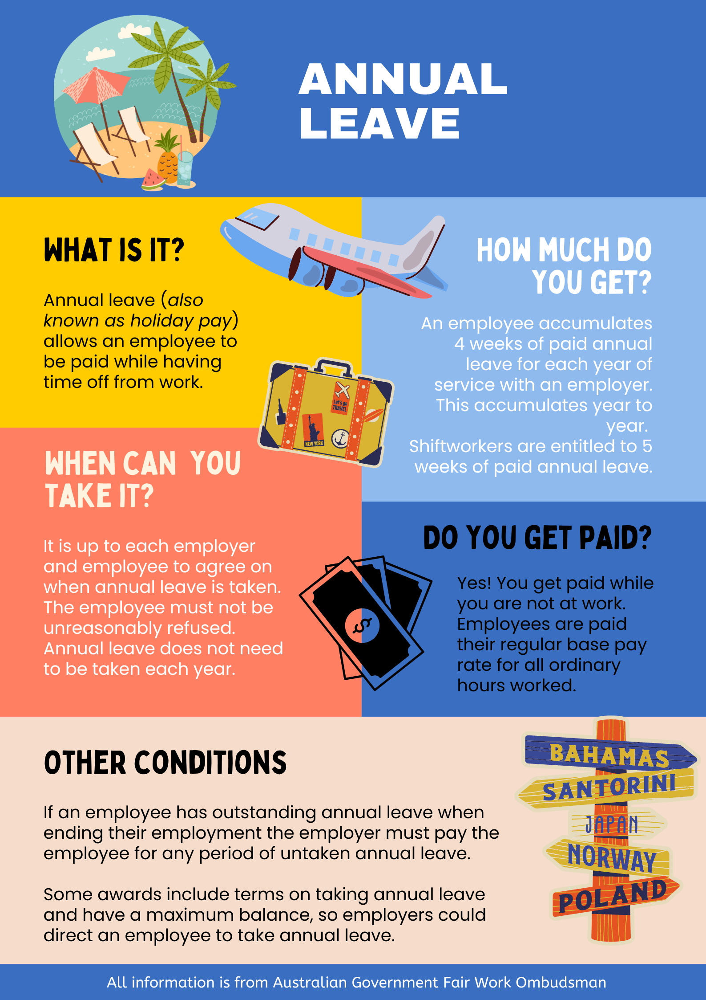 ANNUAL
LEAVE
WHAT IS IT?
Annual leave (also
known as holiday pay)
allows an employee to
be paid while having
time off from work.
HOW MUCH DO
YOU GET?
An employee accumulates
4 weeks of paid annual
leave for each year of
service with an employer.
This accumulates year to
year.
Shiftworkers are entitled to 5
weeks of paid annual leave.
Let's go
TRAVEL
NEW YORK
WHEN CAN YOU
TAKE IT?
It is up to each employer
and employee to agree on
when annual leave is taken.
The employee must not be
unreasonably refused.
Annual leave does not need
to be taken each year.
DO YOU GET PAID?
Yes! You get paid while
you are not at work.
Employees are paid
their regular base pay
rate for all ordinary
hours worked.
$
OTHER CONDITIONS
If an employee has outstanding annual leave when
ending their employment the employer must pay the
employee for any period of untaken annual leave.
Some awards include terms on taking annual leave
and have a maximum balance, so employers could
direct an employee to take annual leave.
BAHAMAS
SANTORINI
JAPAN
NORWAY
POLAND
All information is from Australian Government Fair Work Ombudsman